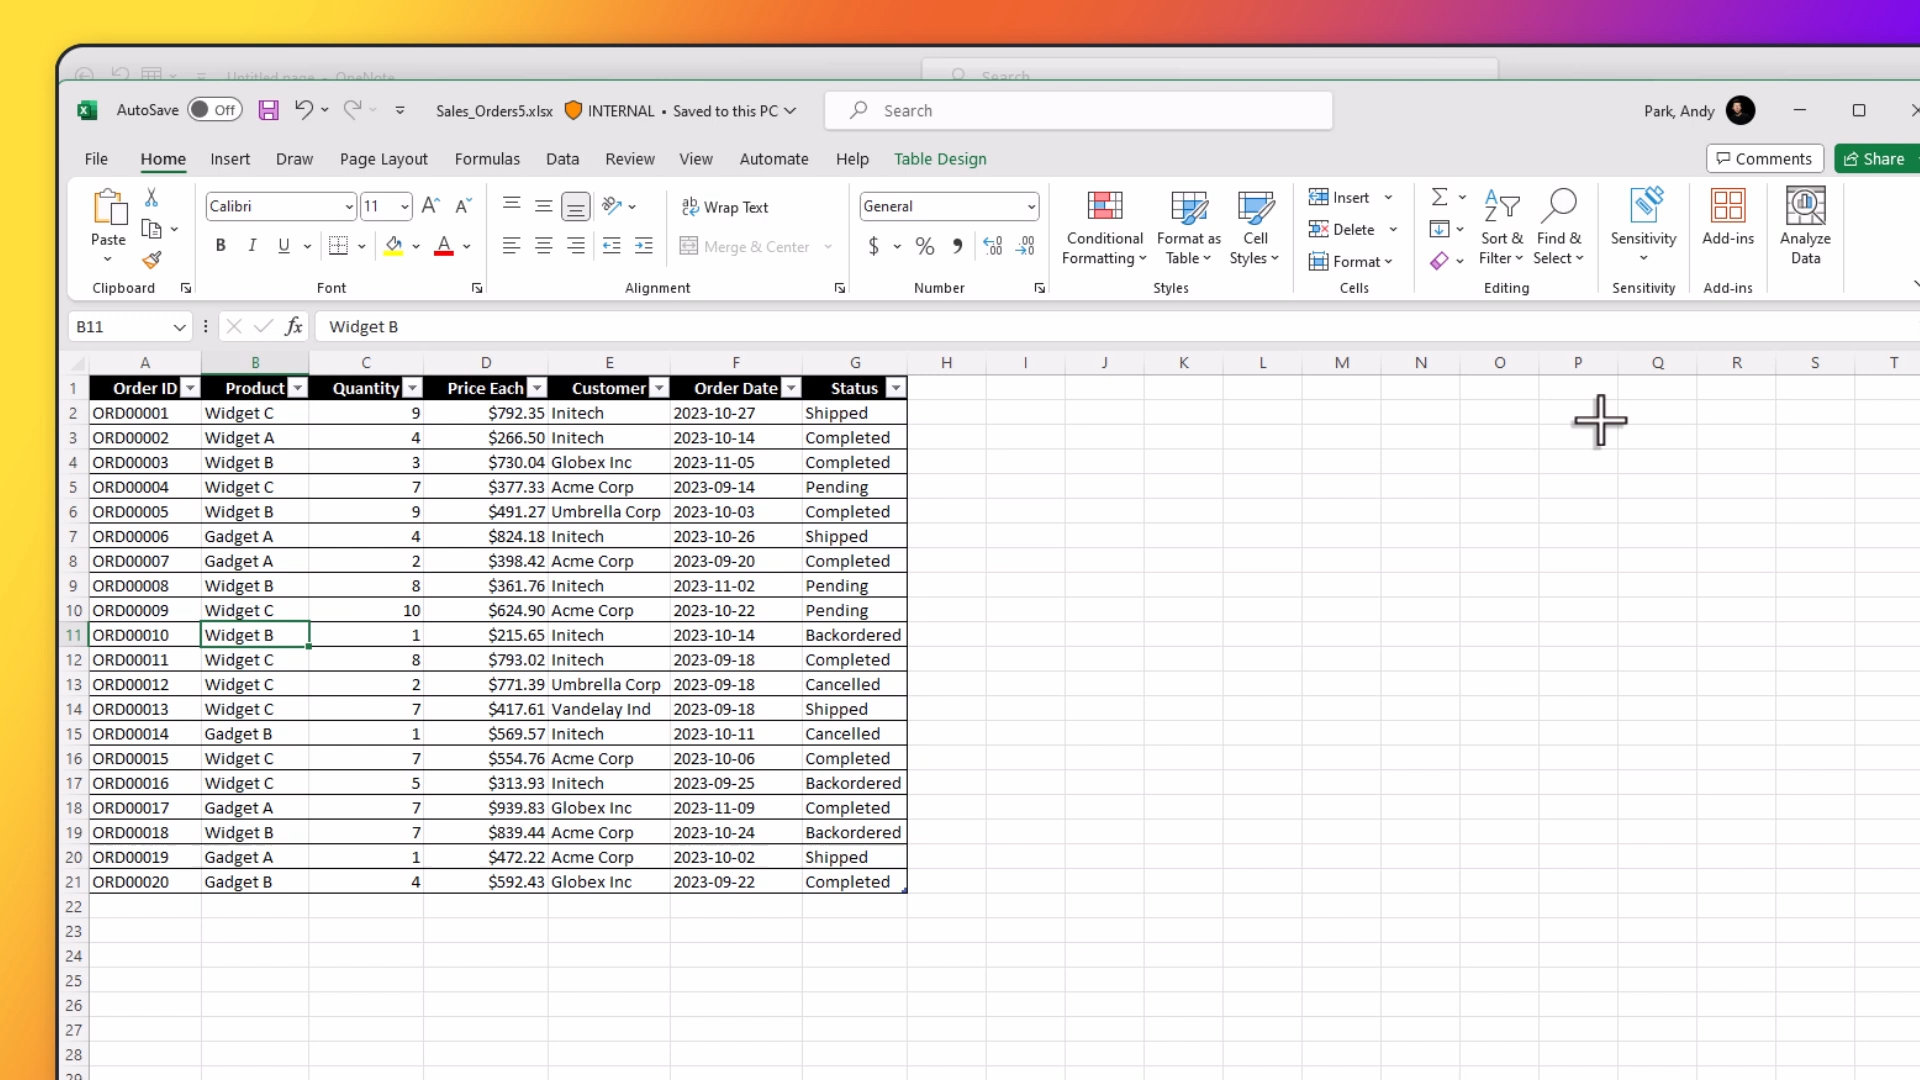 Untitled page • OneNote
Search
AutoSave Off Sales_Orders5.xlsx INTERNAL • Saved to this PC Search Park, Andy
File Home Insert Draw Page Layout Formulas Data Review View Automate Help Table Design Comments Share
Paste Calibri 11 Wrap Text General Conditional Formatting Format as Table Cell Styles Insert Sort & Filter Find & Select Sensitivity Add-ins Analyze Data
B I U A Merge & Center $ % Delete
Format
Clipboard Font Alignment Number Styles Cells Editing Sensitivity Add-ins
B11 fx Widget B
A B C D E F G H I J K L M N O P Q R S T
1 Order ID Product Quantity Price Each Customer Order Date Status
2 ORD00001 Widget C 9 $792.35 Initech 2023-10-27 Shipped
3 ORD00002 Widget A 4 $266.50 Initech 2023-10-14 Completed
4 ORD00003 Widget B 3 $730.04 Globex Inc 2023-11-05 Completed
5 ORD00004 Widget C 7 $377.33 Acme Corp 2023-09-14 Pending
6 ORD00005 Widget B 9 $491.27 Umbrella Corp 2023-10-03 Completed
7 ORD00006 Gadget A 4 $824.18 Initech 2023-10-26 Shipped
8 ORD00007 Gadget A 2 $398.42 Acme Corp 2023-09-20 Completed
9 ORD00008 Widget B 8 $361.76 Initech 2023-11-02 Pending
10 ORD00009 Widget C 10 $624.90 Acme Corp 2023-10-22 Pending
11 ORD00010 Widget B 1 $215.65 Initech 2023-10-14 Backordered
12 ORD00011 Widget C 8 $793.02 Initech 2023-09-18 Completed
13 ORD00012 Widget C 2 $771.39 Umbrella Corp 2023-09-18 Cancelled
14 ORD00013 Widget C 7 $417.61 Vandelay Ind 2023-09-18 Shipped
15 ORD00014 Gadget B 1 $569.57 Initech 2023-10-11 Cancelled
16 ORD00015 Widget C 7 $554.76 Acme Corp 2023-10-06 Completed
17 ORD00016 Widget C 5 $313.93 Initech 2023-09-25 Backordered
18 ORD00017 Gadget A 7 $939.83 Globex Inc 2023-11-09 Completed
19 ORD00018 Widget B 7 $839.44 Acme Corp 2023-10-24 Backordered
20 ORD00019 Gadget A 1 $472.22 Acme Corp 2023-10-02 Shipped
21 ORD00020 Gadget B 4 $592.43 Globex Inc 2023-09-22 Completed
22
23
24
25
26
27
28
29